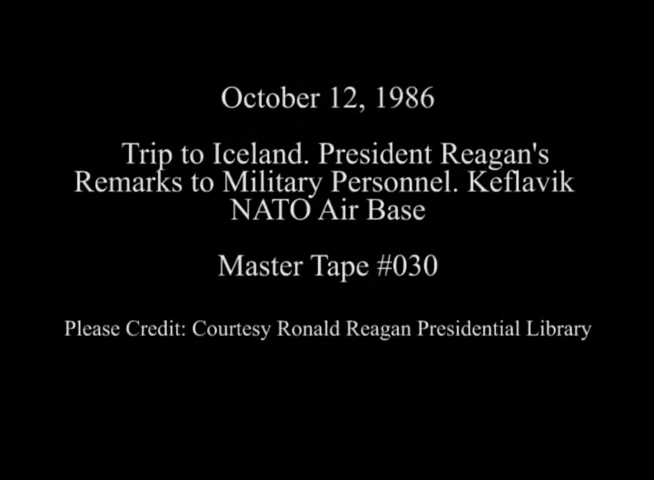 October 12, 1986
Trip to Iceland. President Reagan's
Remarks to Military Personnel. Keflavik
NATO Air Base
Master Tape #030
Please Credit: Courtesy Ronald Reagan Presidential Library